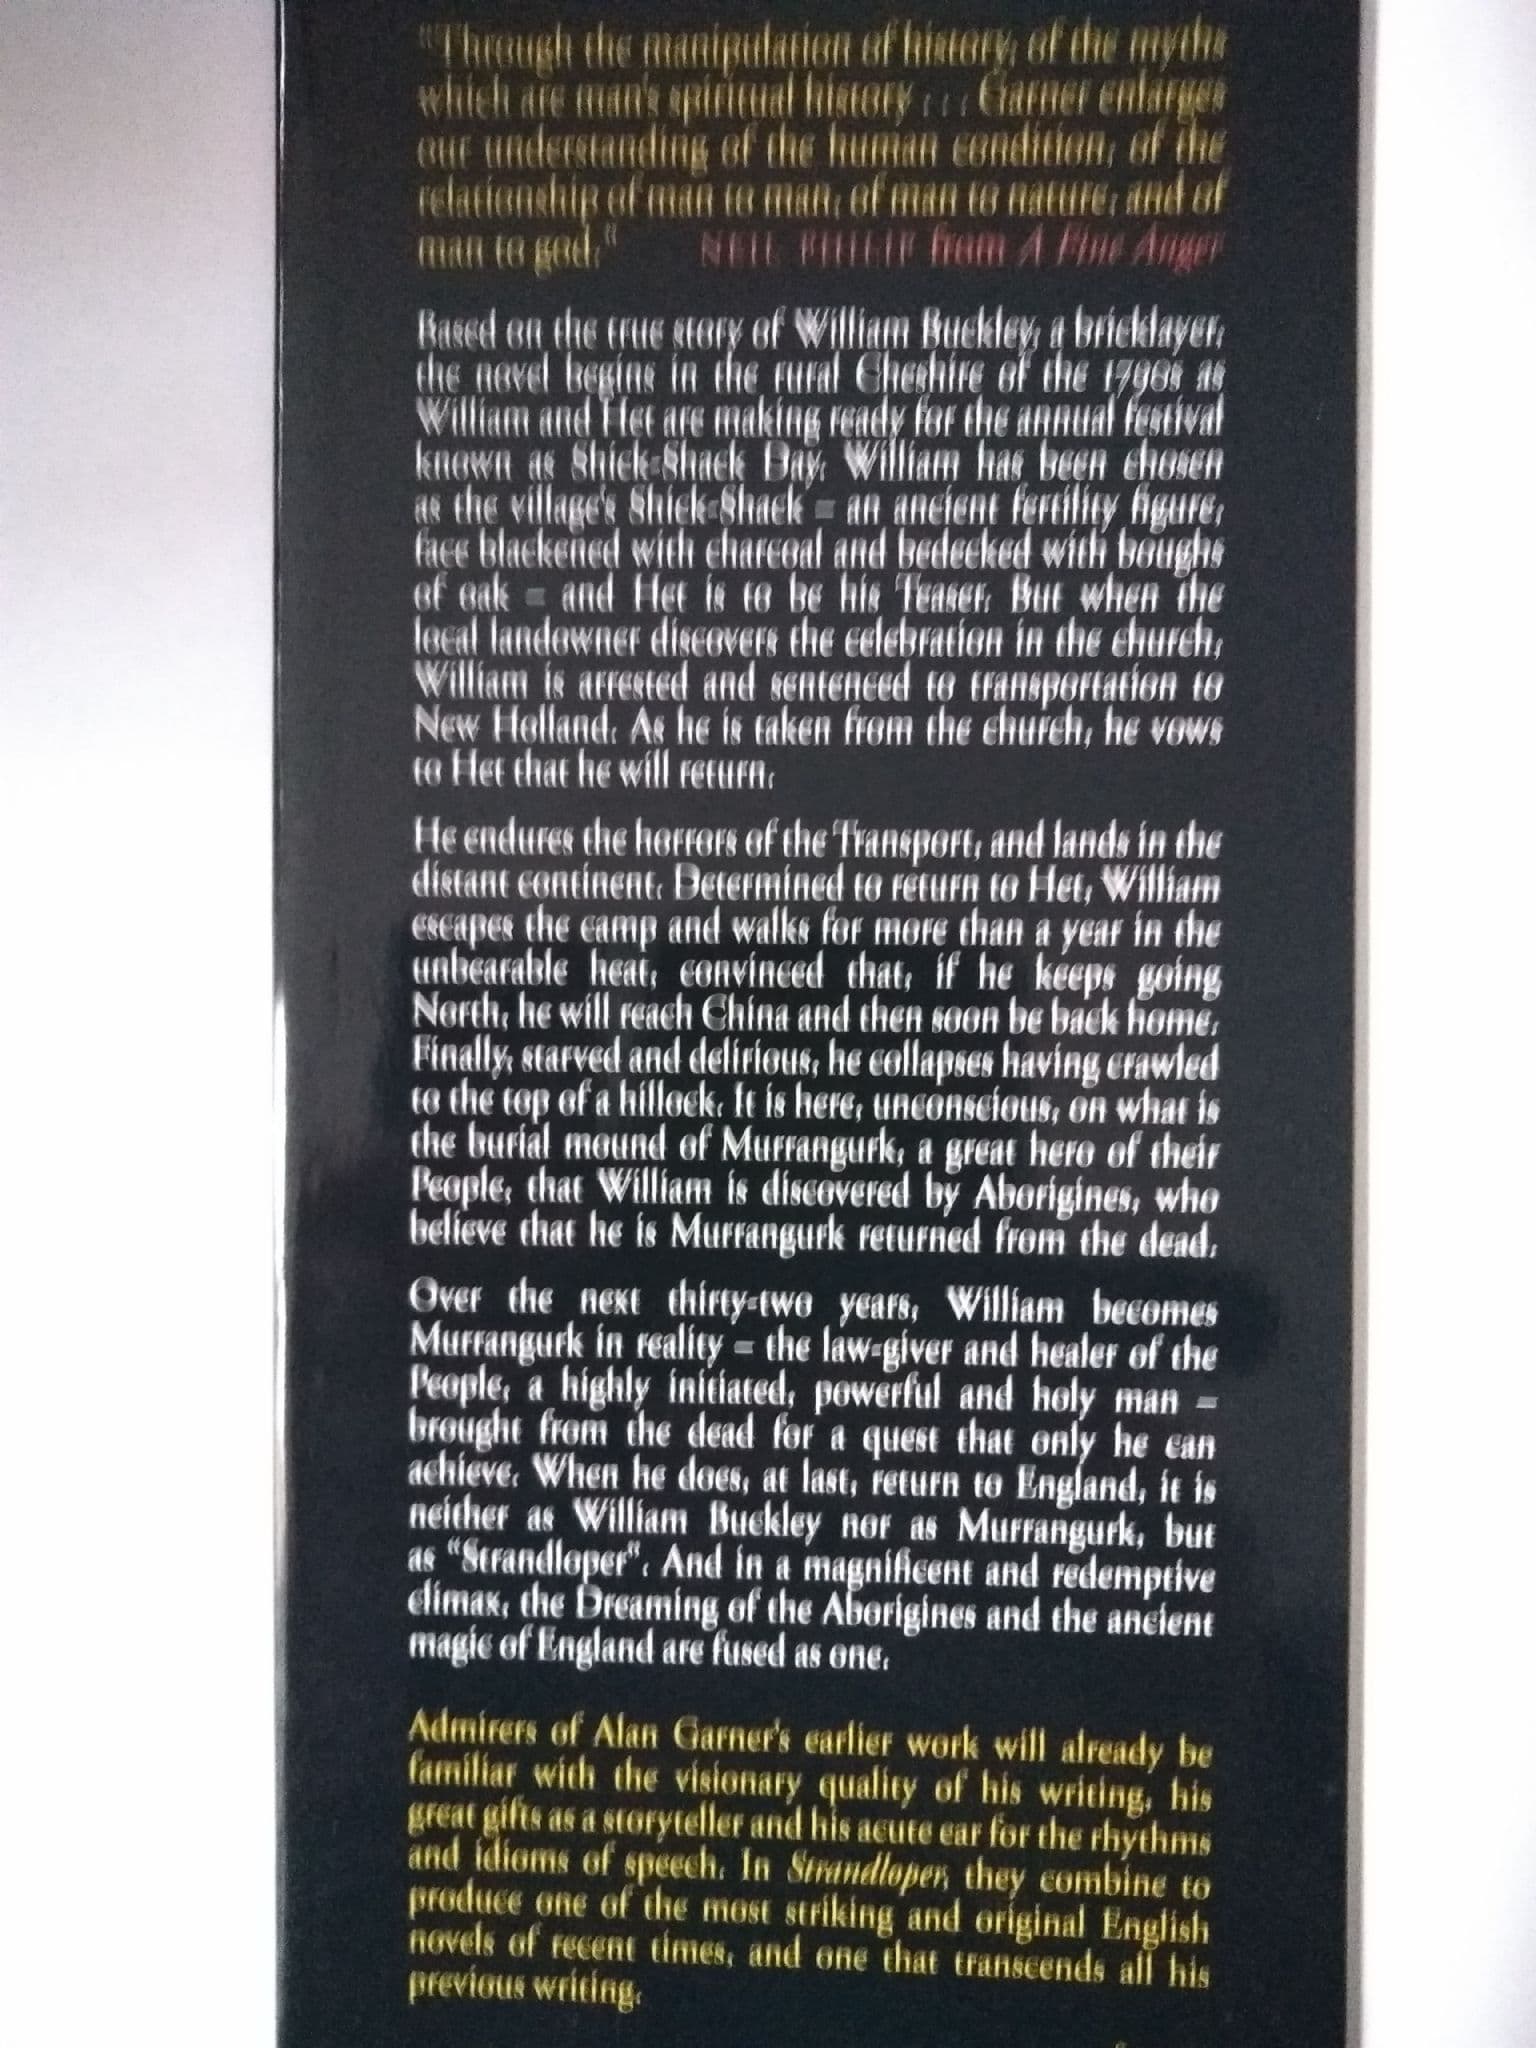 "Through the manipulation of history, of the myths
which are man's spiritual history . . . Garner enlarges
our understanding of the human condition, of the
relationship of man to man, of man to nature, and of
man to god." NEIL PHILIP from A Fine Anger
Based on the true story of William Buckley, a bricklayer,
the novel begins in the rural Cheshire of the 1790s as
William and Het are making ready for the annual festival
known as Shick-Shack Day. William has been chosen
as the village's Shick-Shack – an ancient fertility figure,
face blackened with charcoal and bedecked with boughs
of oak – and Het is to be his Teaser. But when the
local landowner discovers the celebration in the church,
William is arrested and sentenced to transportation to
New Holland. As he is taken from the church, he vows
to Het that he will return.
He endures the horrors of the Transport, and lands in the
distant continent. Determined to return to Het, William
escapes the camp and walks for more than a year in the
unbearable heat, convinced that, if he keeps going
North, he will reach China and then soon be back home.
Finally, starved and delirious, he collapses having crawled
to the top of a hillock. It is here, unconscious, on what is
the burial mound of Murrangurk, a great hero of their
People, that William is discovered by Aborigines, who
believe that he is Murrangurk returned from the dead.
Over the next thirty-two years, William becomes
Murrangurk in reality – the law-giver and healer of the
People, a highly initiated, powerful and holy man –
brought from the dead for a quest that only he can
achieve. When he does, at last, return to England, it is
neither as William Buckley nor as Murrangurk, but
as "Strandloper". And in a magnificent and redemptive
climax, the Dreaming of the Aborigines and the ancient
magic of England are fused as one.
Admirers of Alan Garner's earlier work will already be
familiar with the visionary quality of his writing, his
great gifts as a storyteller and his acute ear for the rhythms
and idioms of speech. In Strandloper, they combine to
produce one of the most striking and original English
novels of recent times, and one that transcends all his
previous writing.